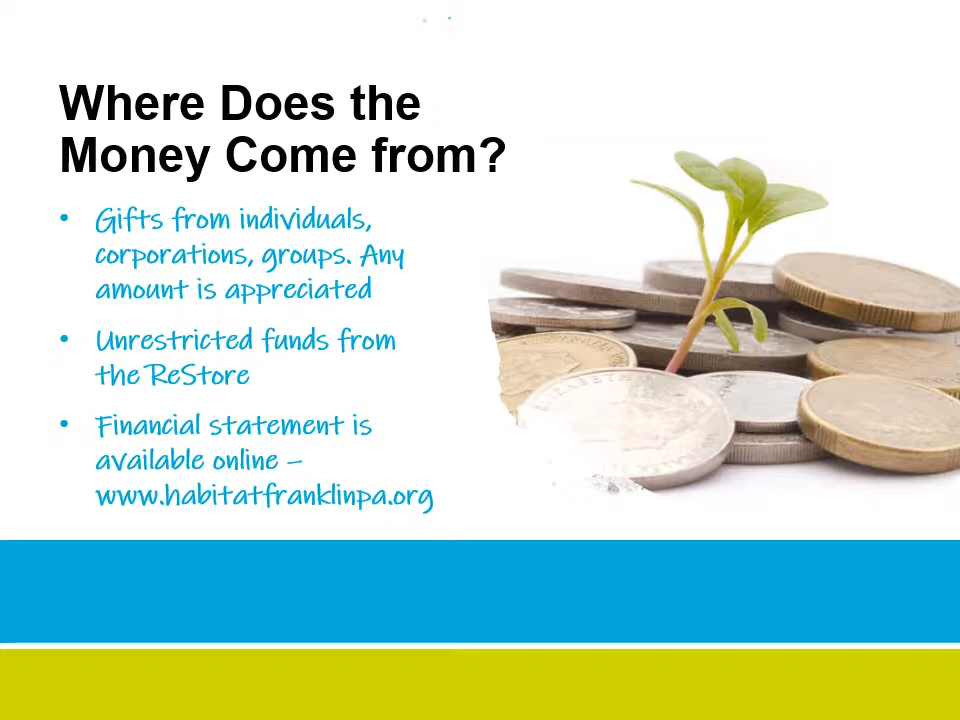 Where Does the
Money Come from?
• Gifts from individuals,
corporations, groups. Any
amount is appreciated
• Unrestricted funds from
the ReStore
• Financial statement is
available online –
www.habitatfranklinpa.org